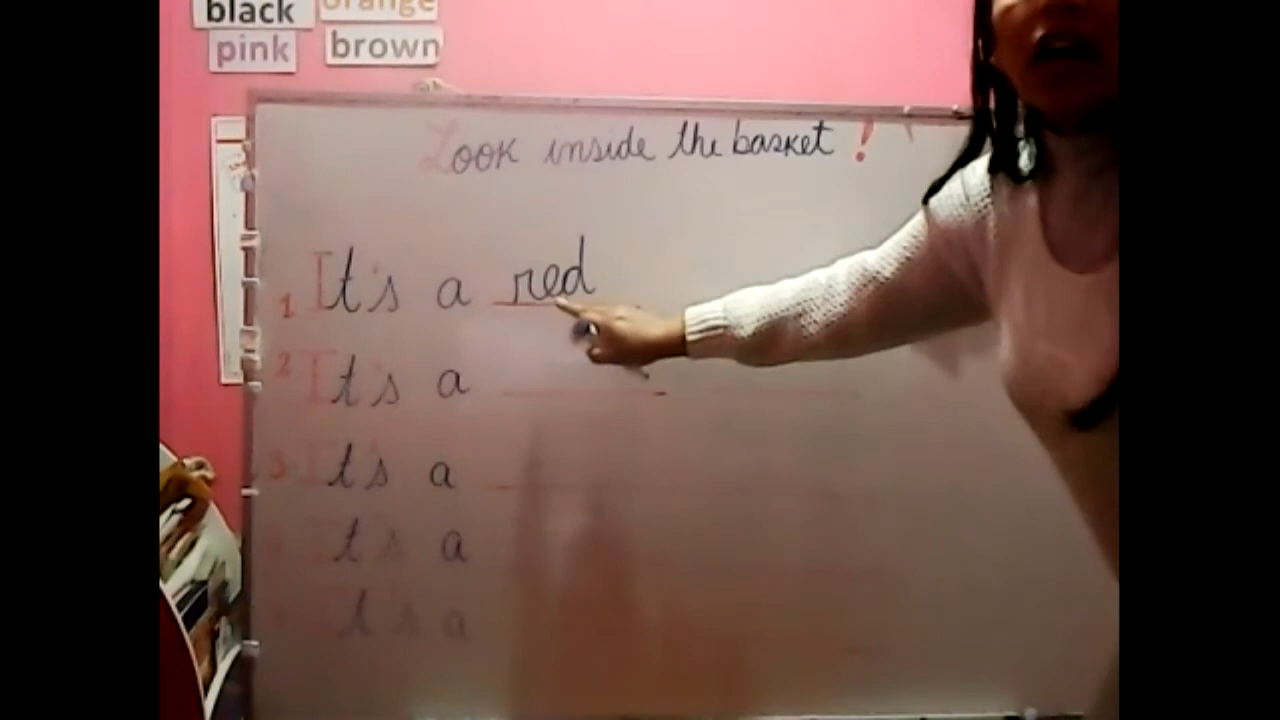 black orange
pink brown
Look inside the basket !
1 It's a red
2 It's a
3 It's a
It's a
It's a